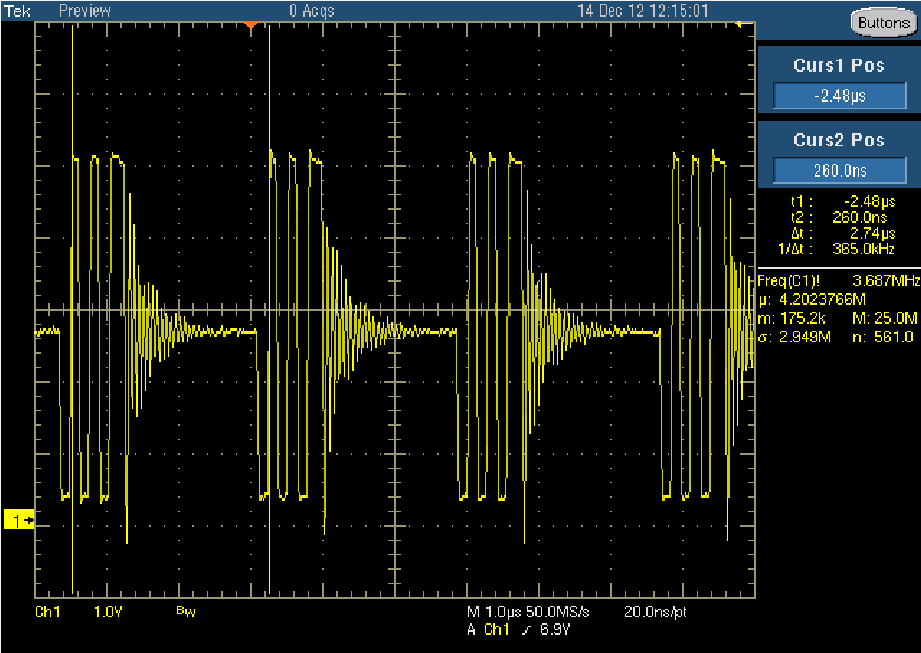 Tek Preview 0 Acqs 14 Dec 12 12:15:01
Buttons
Curs1 Pos
-2.48µs
Curs2 Pos
260.0ns
t1 : -2.48µs
t2 : 260.0ns
Δt : 2.74µs
1/Δt : 365.0kHz
Freq(C1)! 3.687MHz
µ: 4.2023766M
m: 175.2k M: 25.0M
σ: 2.949M n: 561.0
1
Ch1 1.0V Bw M 1.0µs 50.0MS/s 20.0ns/pt
A Ch1 ∕ 6.9V